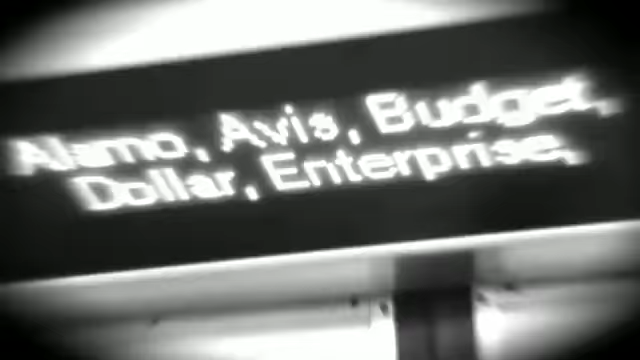 Alamo, Avis, Budget,
Dollar, Enterprise,